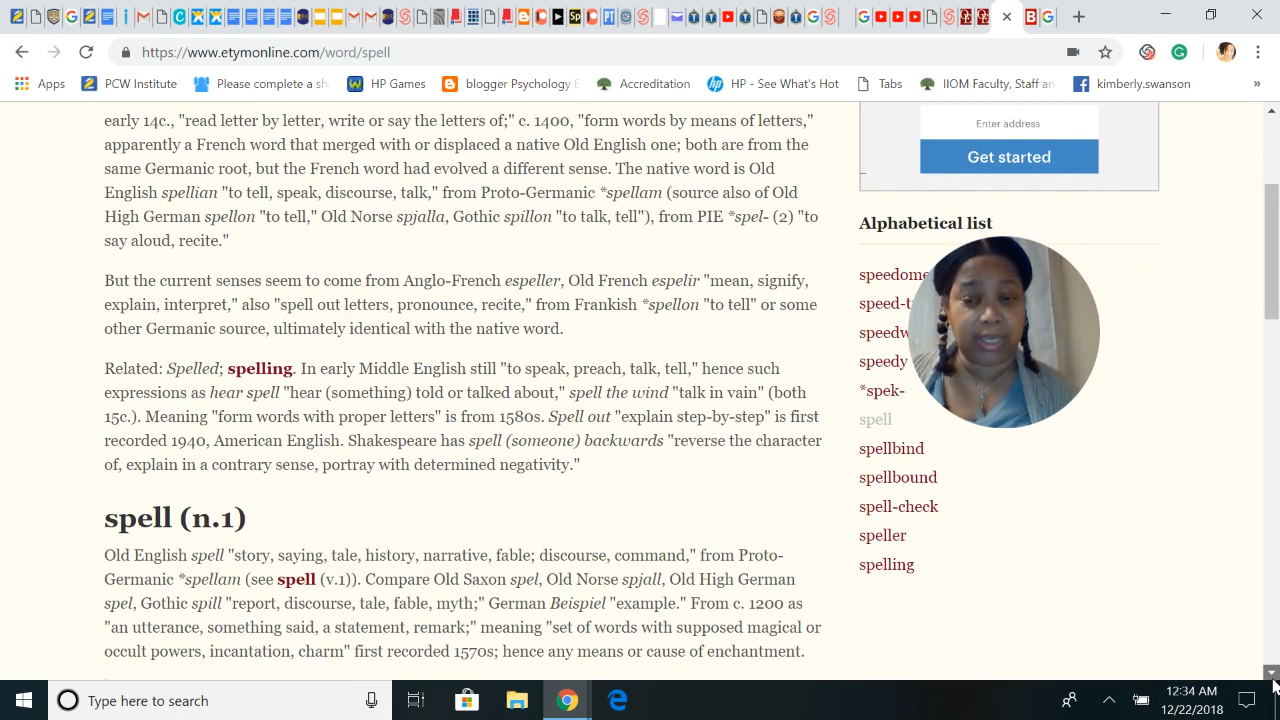 https://www.etymonline.com/word/spell
Apps
PCW Institute
Please complete a sh
HP Games
blogger Psychology E
Accreditation
HP - See What's Hot
Tabs
IIOM Faculty, Staff an
kimberly.swanson
»
early 14c., "read letter by letter, write or say the letters of;" c. 1400, "form words by means of letters,"
apparently a French word that merged with or displaced a native Old English one; both are from the
same Germanic root, but the French word had evolved a different sense. The native word is Old
English spellian "to tell, speak, discourse, talk," from Proto-Germanic *spellam (source also of Old
High German spellon "to tell," Old Norse spjalla, Gothic spillon "to talk, tell"), from PIE *spel- (2) "to
say aloud, recite."
But the current senses seem to come from Anglo-French espeller, Old French espelir "mean, signify,
explain, interpret," also "spell out letters, pronounce, recite," from Frankish *spellon "to tell" or some
other Germanic source, ultimately identical with the native word.
Related: Spelled; spelling. In early Middle English still "to speak, preach, talk, tell," hence such
expressions as hear spell "hear (something) told or talked about," spell the wind "talk in vain" (both
15c.). Meaning "form words with proper letters" is from 1580s. Spell out "explain step-by-step" is first
recorded 1940, American English. Shakespeare has spell (someone) backwards "reverse the character
of, explain in a contrary sense, portray with determined negativity."
spell (n.1)
Old English spell "story, saying, tale, history, narrative, fable; discourse, command," from Proto-
Germanic *spellam (see spell (v.1)). Compare Old Saxon spel, Old Norse spjall, Old High German
spel, Gothic spill "report, discourse, tale, fable, myth;" German Beispiel "example." From c. 1200 as
"an utterance, something said, a statement, remark;" meaning "set of words with supposed magical or
occult powers, incantation, charm" first recorded 1570s; hence any means or cause of enchantment.
Enter address
Get started
Alphabetical list
speedome
speed-t
speedw
speedy
*spek-
spell
spellbind
spellbound
spell-check
speller
spelling
Type here to search
12:34 AM
12/22/2018